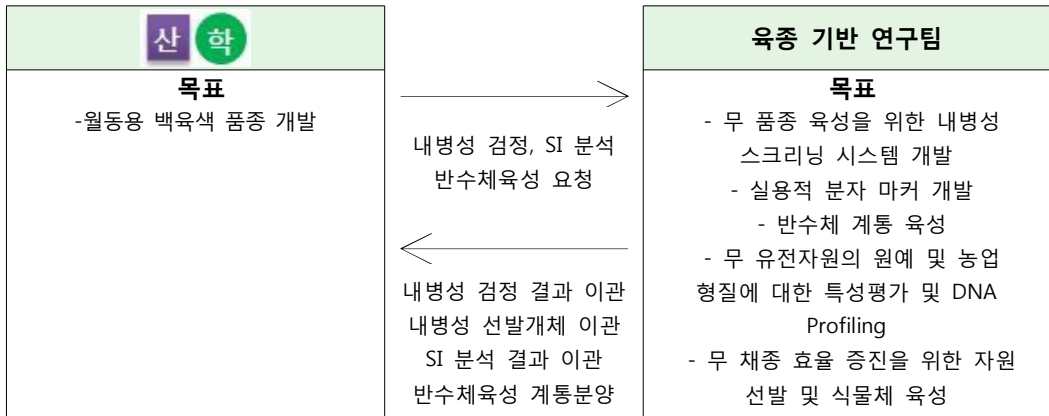 산 학
목표
-월동용 백육색 품종 개발
내병성 검정, SI 분석
반수체육성 요청
내병성 검정 결과 이관
내병성 선발개체 이관
SI 분석 결과 이관
반수체육성 계통분양
육종 기반 연구팀
목표
- 무 품종 육성을 위한 내병성
스크리닝 시스템 개발
- 실용적 분자 마커 개발
- 반수체 계통 육성
- 무 유전자원의 원예 및 농업
형질에 대한 특성평가 및 DNA
Profiling
- 무 채종 효율 증진을 위한 자원
선발 및 식물체 육성